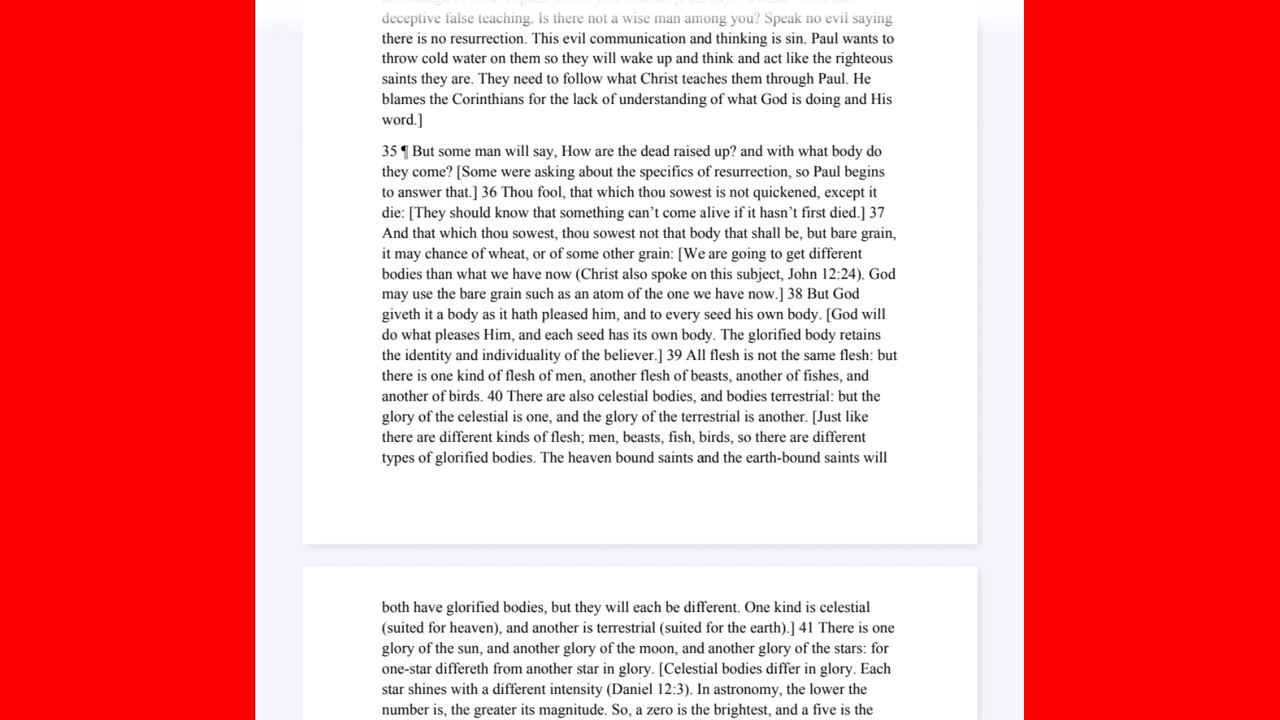 deceptive false teaching. Is there not a wise man among you? Speak no evil saying
there is no resurrection. This evil communication and thinking is sin. Paul wants to
throw cold water on them so they will wake up and think and act like the righteous
saints they are. They need to follow what Christ teaches them through Paul. He
blames the Corinthians for the lack of understanding of what God is doing and His
word.]
35 ¶ But some man will say, How are the dead raised up? and with what body do
they come? [Some were asking about the specifics of resurrection, so Paul begins
to answer that.] 36 Thou fool, that which thou sowest is not quickened, except it
die: [They should know that something can’t come alive if it hasn’t first died.] 37
And that which thou sowest, thou sowest not that body that shall be, but bare grain,
it may chance of wheat, or of some other grain: [We are going to get different
bodies than what we have now (Christ also spoke on this subject, John 12:24). God
may use the bare grain such as an atom of the one we have now.] 38 But God
giveth it a body as it hath pleased him, and to every seed his own body. [God will
do what pleases Him, and each seed has its own body. The glorified body retains
the identity and individuality of the believer.] 39 All flesh is not the same flesh: but
there is one kind of flesh of men, another flesh of beasts, another of fishes, and
another of birds. 40 There are also celestial bodies, and bodies terrestrial: but the
glory of the celestial is one, and the glory of the terrestrial is another. [Just like
there are different kinds of flesh; men, beasts, fish, birds, so there are different
types of glorified bodies. The heaven bound saints and the earth-bound saints will
both have glorified bodies, but they will each be different. One kind is celestial
(suited for heaven), and another is terrestrial (suited for the earth).] 41 There is one
glory of the sun, and another glory of the moon, and another glory of the stars: for
one-star differeth from another star in glory. [Celestial bodies differ in glory. Each
star shines with a different intensity (Daniel 12:3). In astronomy, the lower the
number is, the greater its magnitude. So, a zero is the brightest, and a five is the